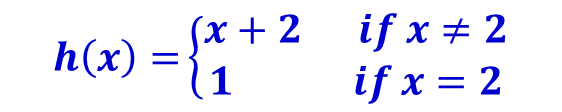 h(x) = { x + 2 if x ≠ 2
1 if x = 2